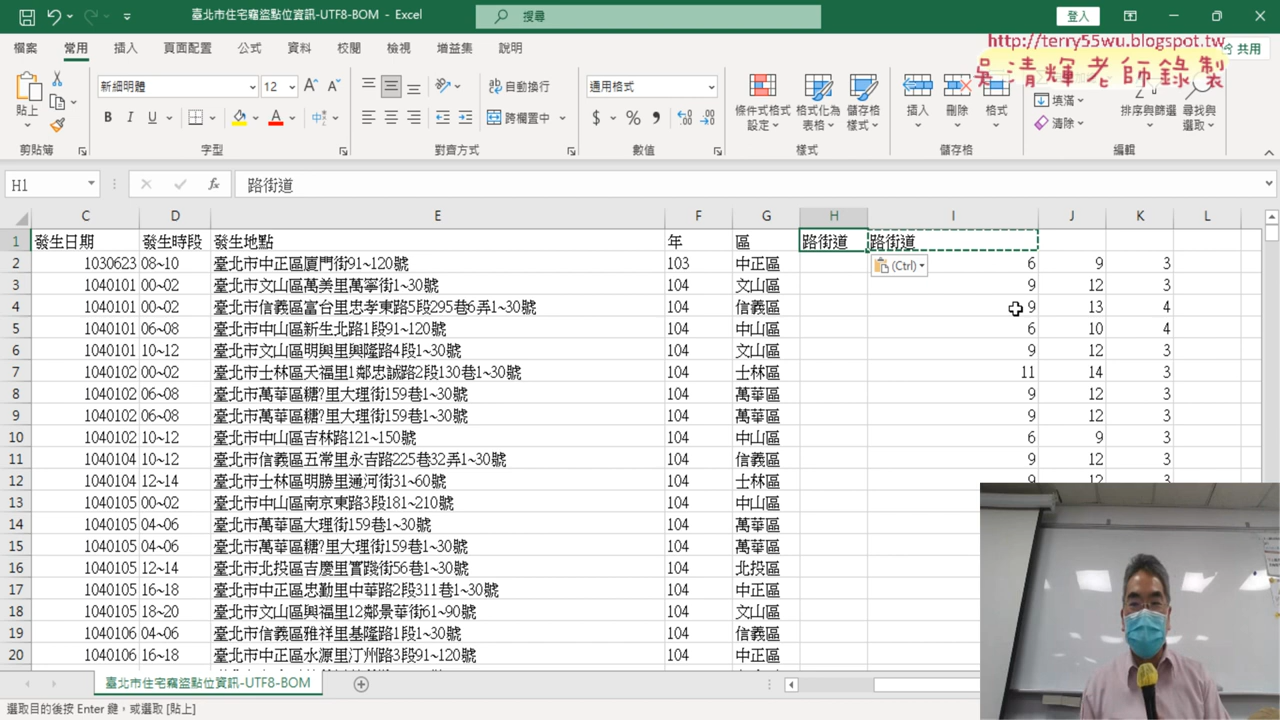 臺北市住宅竊盜點位資訊-UTF8-BOM - Excel
搜尋
登入
檔案 常用 插入 頁面配置 公式 資料 校閱 檢視 增益集 說明
共用
http://terry55wu.blogspot.tw
吳清輝老師錄製
貼上
新細明體 12
B I U
自動換行
跨欄置中
通用格式
$ % ,
條件式格式設定
格式化為表格
儲存格樣式
插入 刪除 格式
填滿
清除
排序與篩選
尋找與選取
剪貼簿 字型 對齊方式 數值 樣式 儲存格 編輯
H1 fx 路街道
C D E F G H I J K L
1 發生日期 發生時段 發生地點 年 區 路街道 路街道
2 1030623 08~10 臺北市中正區廈門街91~120號 103 中正區 6 9 3
(Ctrl)
3 1040101 00~02 臺北市文山區萬美里萬寧街1~30號 104 文山區 9 12 3
4 1040101 00~02 臺北市信義區富台里忠孝東路5段295巷6弄1~30號 104 信義區 9 13 4
5 1040101 06~08 臺北市中山區新生北路1段91~120號 104 中山區 6 10 4
6 1040101 10~12 臺北市文山區明興里興隆路4段1~30號 104 文山區 9 12 3
7 1040102 00~02 臺北市士林區天福里1鄰忠誠路2段130巷1~30號 104 士林區 11 14 3
8 1040102 06~08 臺北市萬華區糖?里大理街159巷1~30號 104 萬華區 9 12 3
9 1040102 06~08 臺北市萬華區糖?里大理街159巷1~30號 104 萬華區 9 12 3
10 1040102 10~12 臺北市中山區吉林路121~150號 104 中山區 6 9 3
11 1040104 10~12 臺北市信義區五常里永吉路225巷32弄1~30號 104 信義區 9 12 3
12 1040104 12~14 臺北市士林區明勝里通河街31~60號 104 士林區 9 12 3
13 1040105 00~02 臺北市中山區南京東路3段181~210號 104 中山區
14 1040105 04~06 臺北市萬華區大理街159巷1~30號 104 萬華區
15 1040105 04~06 臺北市萬華區糖?里大理街159巷1~30號 104 萬華區
16 1040105 12~14 臺北市北投區吉慶里實踐街56巷1~30號 104 北投區
17 1040105 16~18 臺北市中正區忠勤里中華路2段311巷1~30號 104 中正區
18 1040105 18~20 臺北市文山區興福里12鄰景華街61~90號 104 文山區
19 1040106 04~06 臺北市信義區雅祥里基隆路1段1~30號 104 信義區
20 1040106 16~18 臺北市中正區水源里汀州路3段91~120號 104 中正區
臺北市住宅竊盜點位資訊-UTF8-BOM
選取目的後按 Enter 鍵，或選取 [貼上]